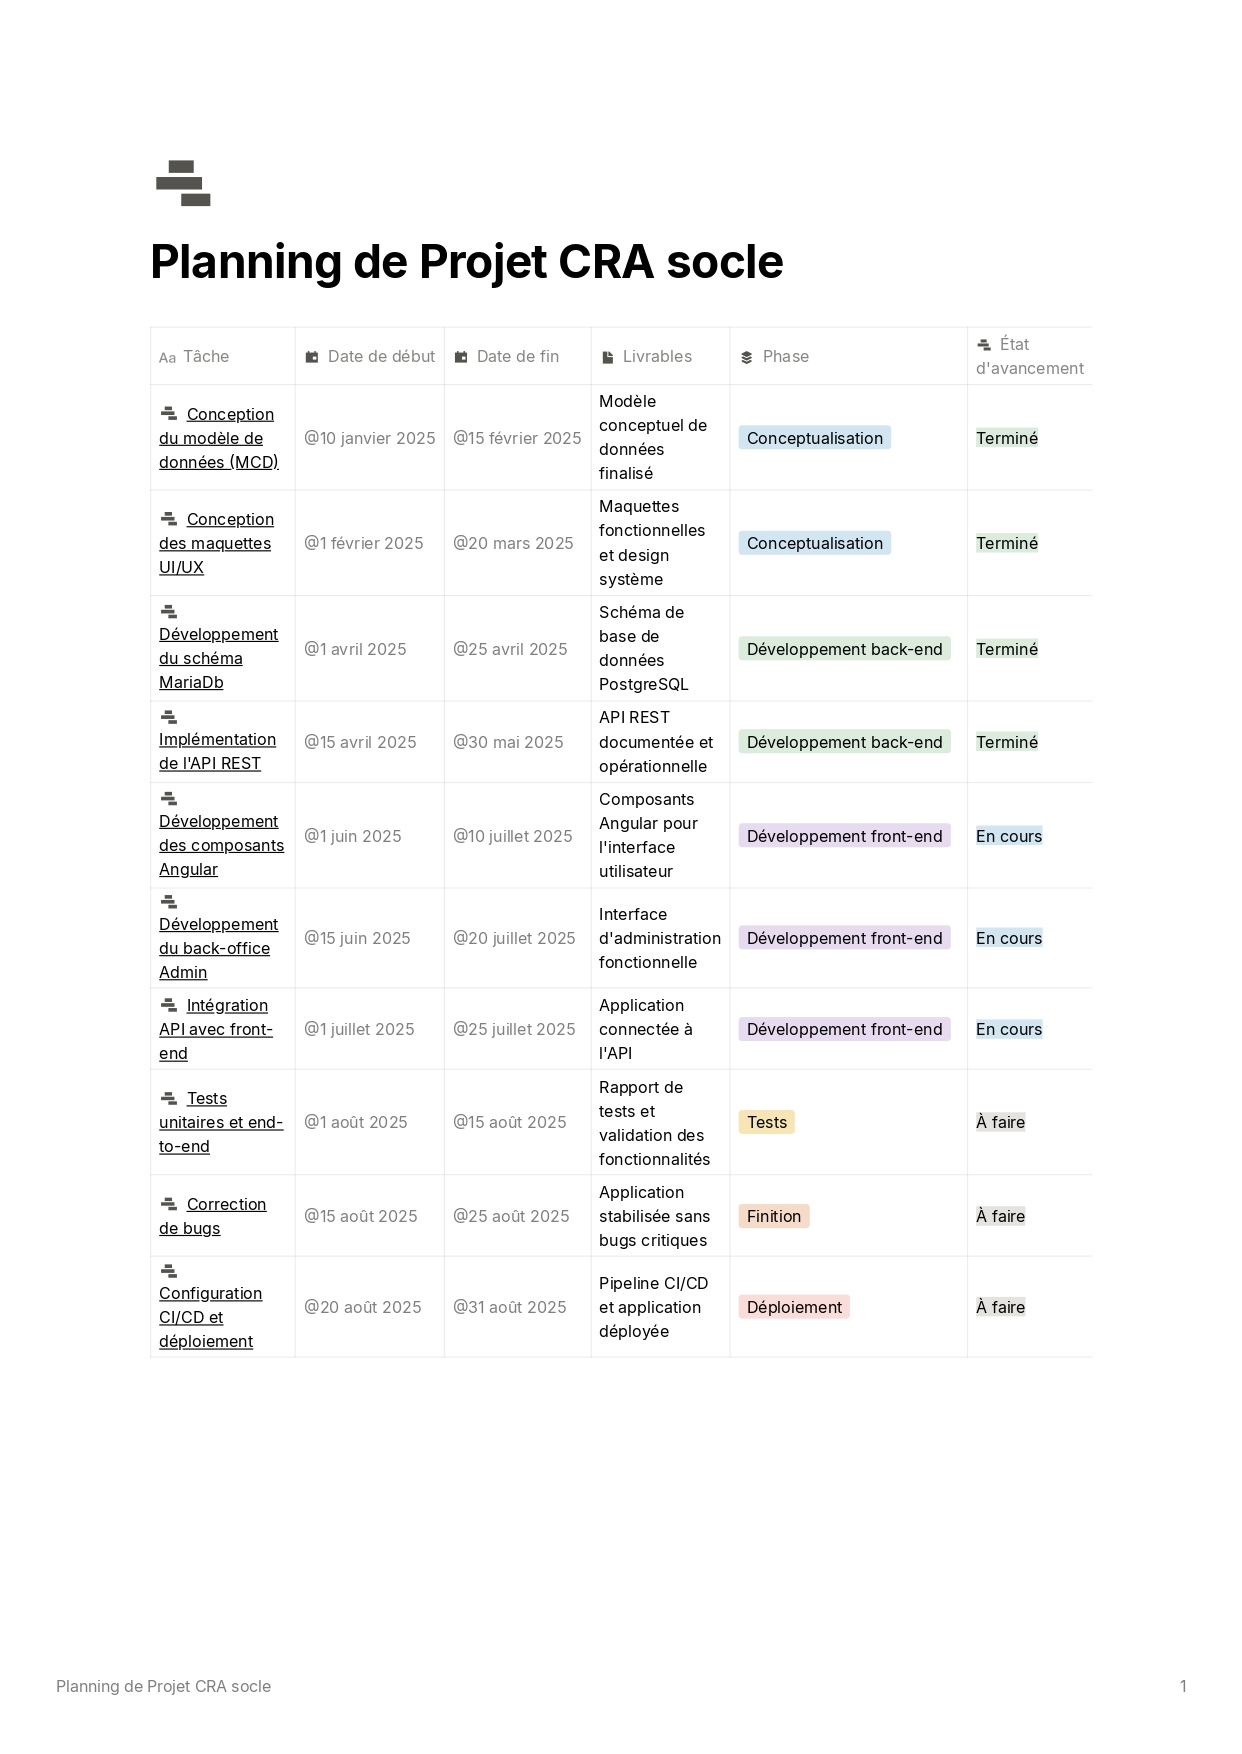 Planning de Projet CRA socle
Aa Tâche
Date de début
Date de fin
Livrables
Phase
État
d'avancement
Conception
du modèle de
données (MCD)
@10 janvier 2025
@15 février 2025
Modèle
conceptuel de
données
finalisé
Conceptualisation
Terminé
Conception
des maquettes
UI/UX
@1 février 2025
@20 mars 2025
Maquettes
fonctionnelles
et design
système
Conceptualisation
Terminé
Développement
du schéma
MariaDb
@1 avril 2025
@25 avril 2025
Schéma de
base de
données
PostgreSQL
Développement back-end
Terminé
Implémentation
de l'API REST
@15 avril 2025
@30 mai 2025
API REST
documentée et
opérationnelle
Développement back-end
Terminé
Développement
des composants
Angular
@1 juin 2025
@10 juillet 2025
Composants
Angular pour
l'interface
utilisateur
Développement front-end
En cours
Développement
du back-office
Admin
@15 juin 2025
@20 juillet 2025
Interface
d'administration
fonctionnelle
Développement front-end
En cours
Intégration
API avec front-
end
@1 juillet 2025
@25 juillet 2025
Application
connectée à
l'API
Développement front-end
En cours
Tests
unitaires et end-
to-end
@1 août 2025
@15 août 2025
Rapport de
tests et
validation des
fonctionnalités
Tests
À faire
Correction
de bugs
@15 août 2025
@25 août 2025
Application
stabilisée sans
bugs critiques
Finition
À faire
Configuration
CI/CD et
déploiement
@20 août 2025
@31 août 2025
Pipeline CI/CD
et application
déployée
Déploiement
À faire
Planning de Projet CRA socle
1